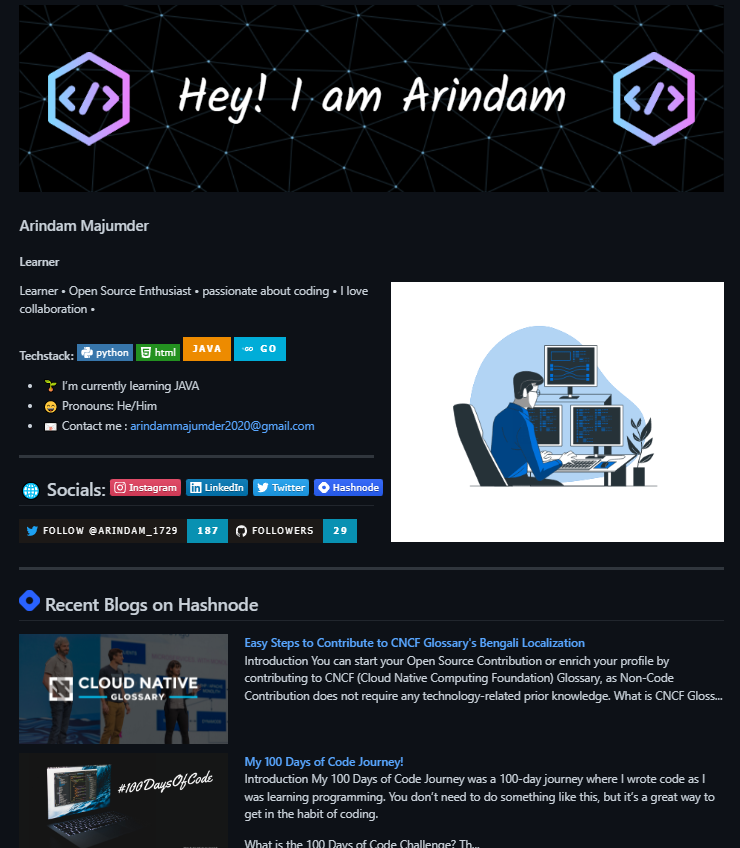 Hey! I am Arindam
Arindam Majumder
Learner
Learner • Open Source Enthusiast • passionate about coding • I love
collaboration •
Techstack: python html JAVA GO GO
I'm currently learning JAVA
Pronouns: He/Him
Contact me : arindammajumder2020@gmail.com
Socials: Instagram LinkedIn Twitter Hashnode
FOLLOW @ARINDAM_1729 187 FOLLOWERS 29
Recent Blogs on Hashnode
CLOUD NATIVE
GLOSSARY
Easy Steps to Contribute to CNCF Glossary's Bengali Localization
Introduction You can start your Open Source Contribution or enrich your profile by
contributing to CNCF (Cloud Native Computing Foundation) Glossary, as Non-Code
Contribution does not require any technology-related prior knowledge. What is CNCF Gloss...
#100DaysOfCode
My 100 Days of Code Journey!
Introduction My 100 Days of Code Journey was a 100-day journey where I wrote code as I
was learning programming. You don't need to do something like this, but it's a great way to
get in the habit of coding.
What is the 100 Days of Code Challenge? Th...